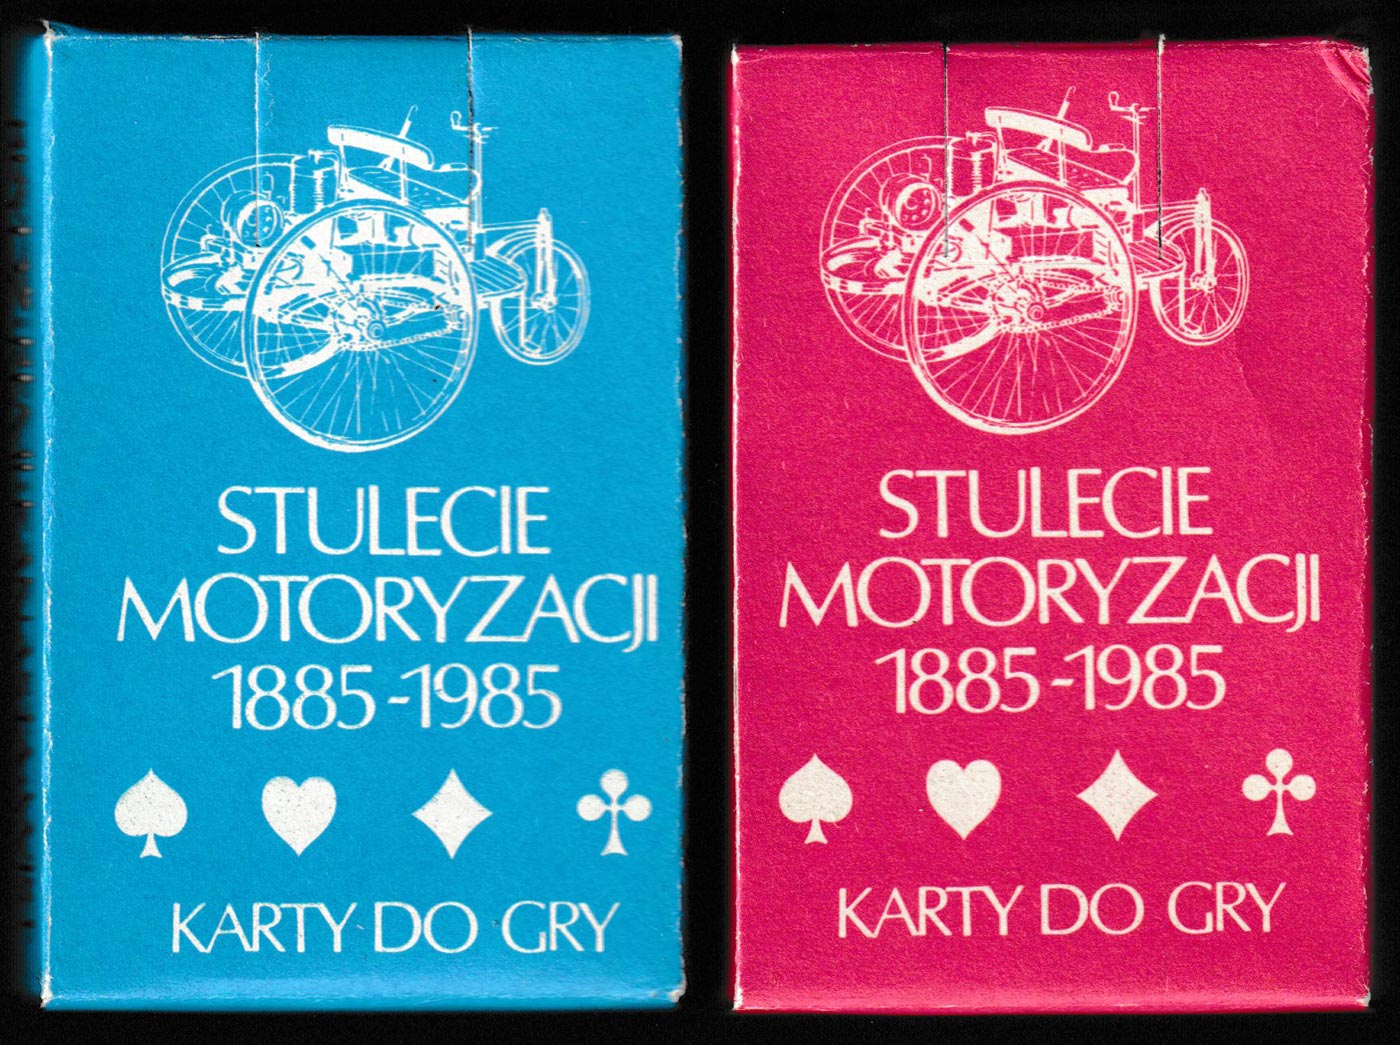 STULECIE
MOTORYZACJI
1885-1985
KARTY DO GRY
STULECIE
MOTORYZACJI
1885-1985
KARTY DO GRY